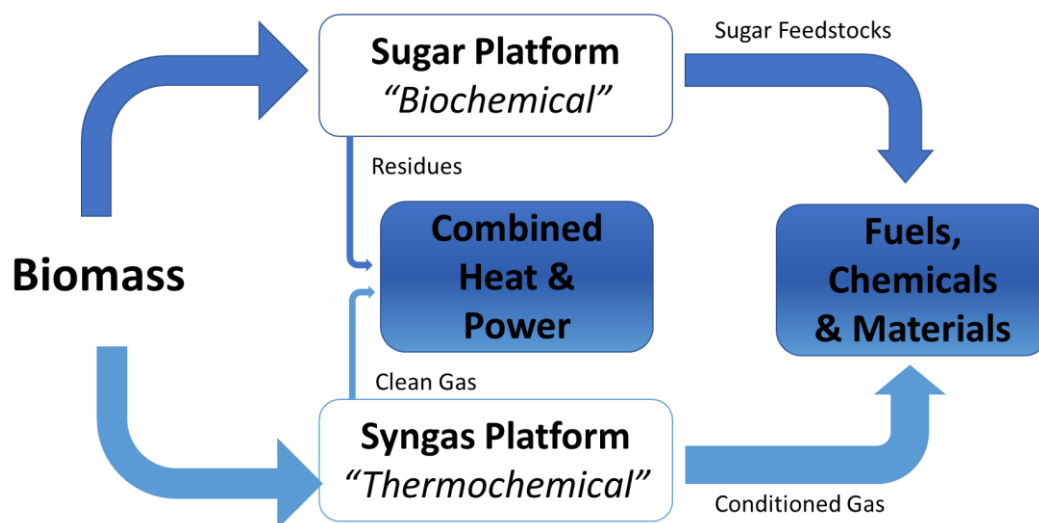 Sugar Platform
“Biochemical”
Sugar Feedstocks
Residues
Biomass
Combined
Heat &
Power
Fuels,
Chemicals
& Materials
Clean Gas
Syngas Platform
“Thermochemical”
Conditioned Gas